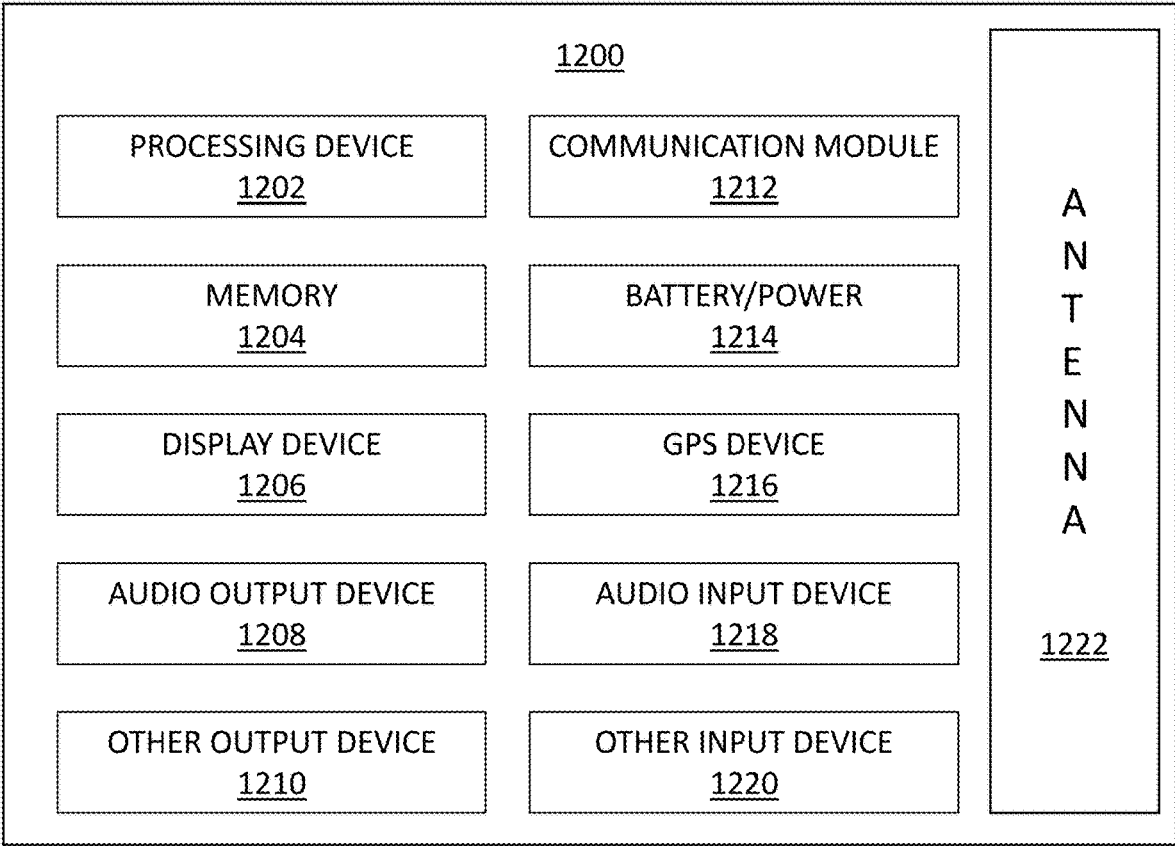 1200
PROCESSING DEVICE
1202
COMMUNICATION MODULE
1212
MEMORY
1204
BATTERY/POWER
1214
DISPLAY DEVICE
1206
GPS DEVICE
1216
AUDIO OUTPUT DEVICE
1208
AUDIO INPUT DEVICE
1218
OTHER OUTPUT DEVICE
1210
OTHER INPUT DEVICE
1220
ANTENNA
1222